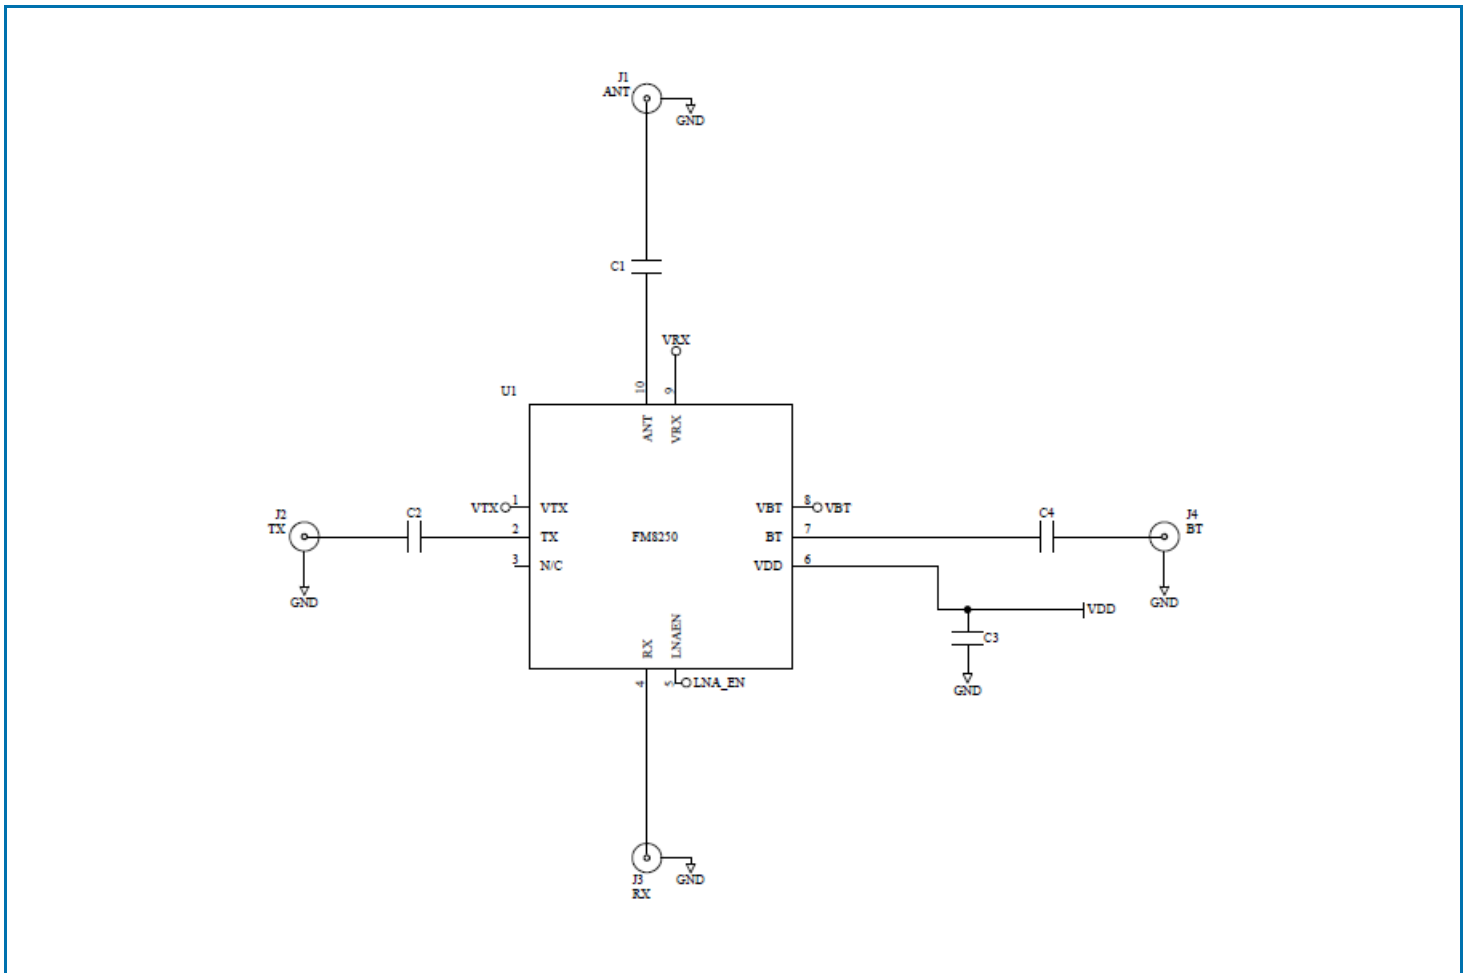 J1
ANT
GND
C1
VRX
U1
10
9
ANT
VRX
VTX
1
VTX
VBT
8
VBT
J2
TX
C2
2
TX
FM8250
BT
7
C4
J4
BT
3
N/C
VDD
6
GND
GND
VDD
C3
GND
RX
LNAEN
4
5
LNA_EN
J3
RX
GND